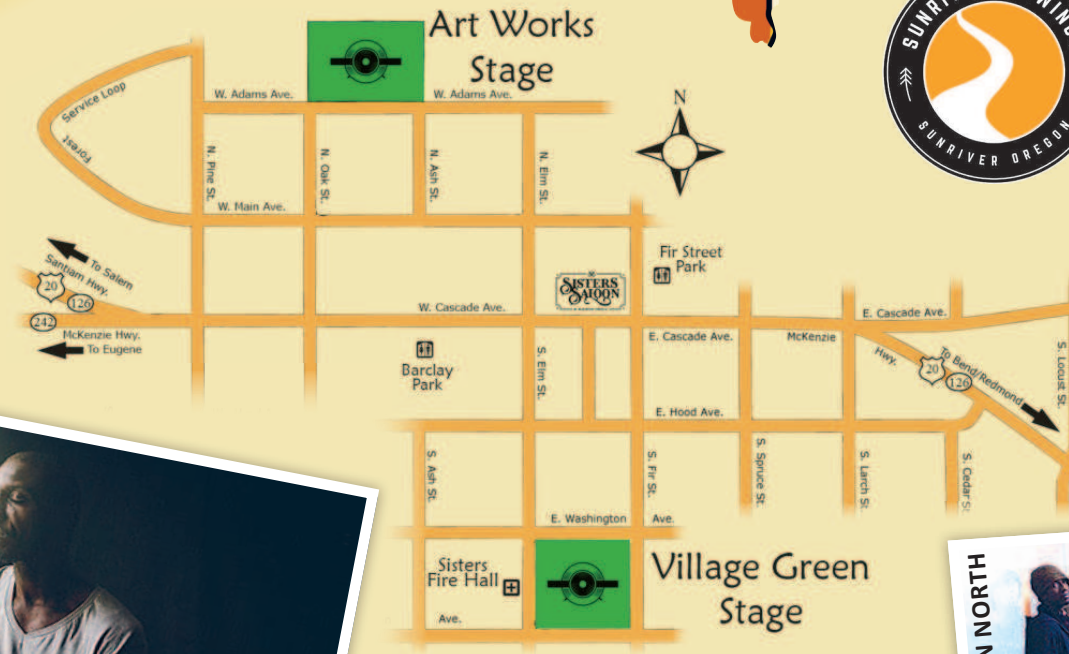 Art Works
Stage
SUNRIVER OREGON
W. Adams Ave.
W. Adams Ave.
Service Loop
Forest
N. Pine St.
N. Oak St.
N. Ash St.
N. Elm St.
N
W. Main Ave.
To Salem
Santiam Hwy.
20
126
242
McKenzie Hwy.
To Eugene
Fir Street
Park
SISTERS
SALOON
W. Cascade Ave.
E. Cascade Ave.
E. Cascade Ave.
McKenzie
Hwy.
To Bend/Redmond
20
126
S. Locust St.
Barclay
Park
S. Elm St.
E. Hood Ave.
S. Ash St.
S. Fir St.
S. Spruce St.
S. Larch St
S. Cedar St
E. Washington Ave.
Sisters
Fire Hall
Ave.
Village Green
Stage
N NORTH